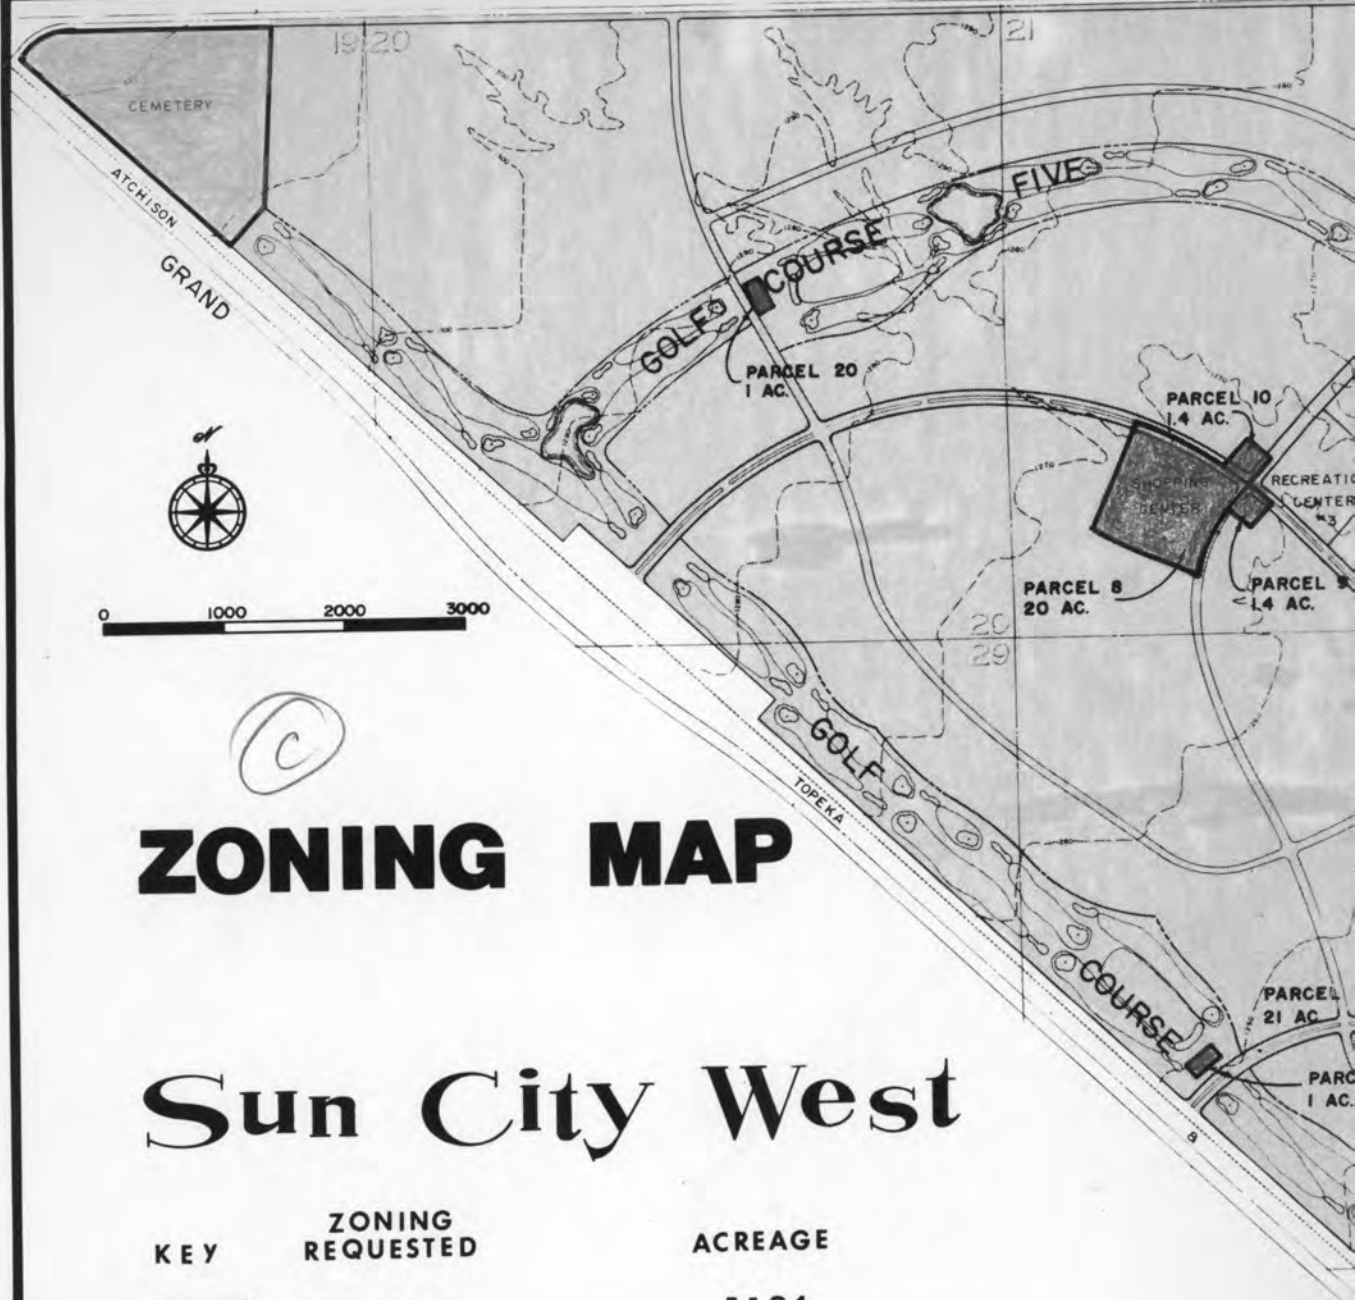 19 20
21
CEMETERY
ATCHISON
GRAND
GOLF COURSE FIVE
PARCEL 20
1 AC.
PARCEL 10
1.4 AC.
SHOPPING
CENTER
RECREATIO
CENTER
#3
PARCEL 8
20 AC.
PARCEL 9
1.4 AC.
N
0 1000 2000 3000
20
29
C
GOLF COURSE
TOPEKA
ZONING MAP
PARCEL
21 AC
PARC
1 AC.
&
Sun City West
KEY
ZONING
REQUESTED
ACREAGE